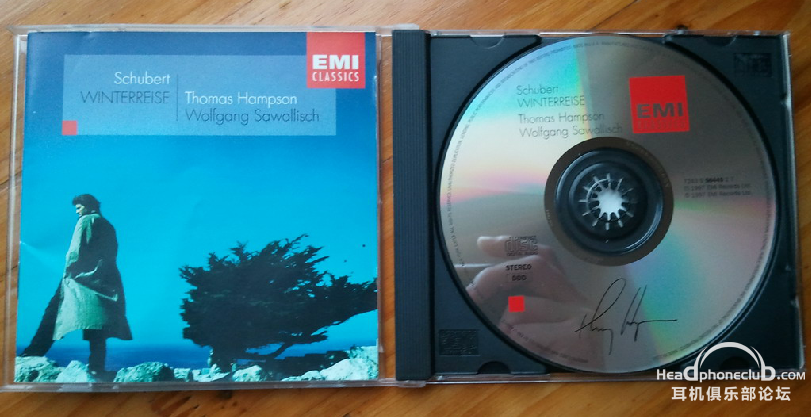 EMI
CLASSICS
Schubert
WINTERREISE
Thomas Hampson
Wolfgang Sawallisch
Schubert
WINTERREISE
Thomas Hampson
Wolfgang Sawallisch
EMI
STEREO
DDD
HeadphoneClub.com
耳机俱乐部论坛